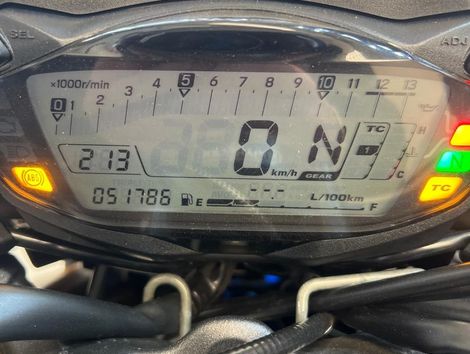 SEL ADJ
×1000r/min
0 1 2 3 4 5 6 7 8 9 10 11 12 13
TC H
1
213 0 km/h N GEAR C
ABS N
TC
051786 E --.- L/100km F